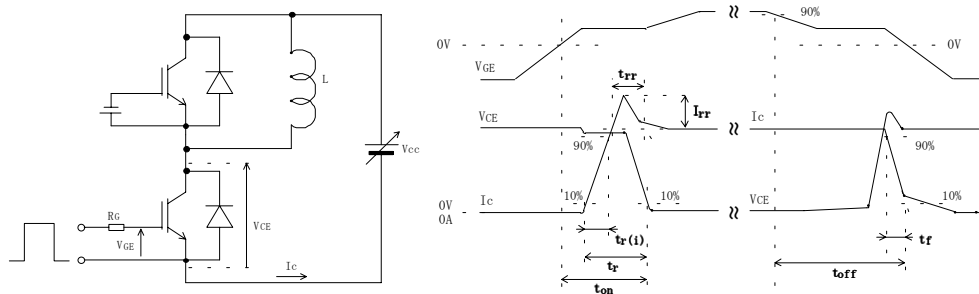 L
Vcc
RG
VGE
VCE
Ic
0V
VGE
90%
0V
trr
Irr
VCE
Ic
90%
90%
10%
10%
10%
0V
0A
Ic
VCE
tr(i)
tf
tr
toff
ton